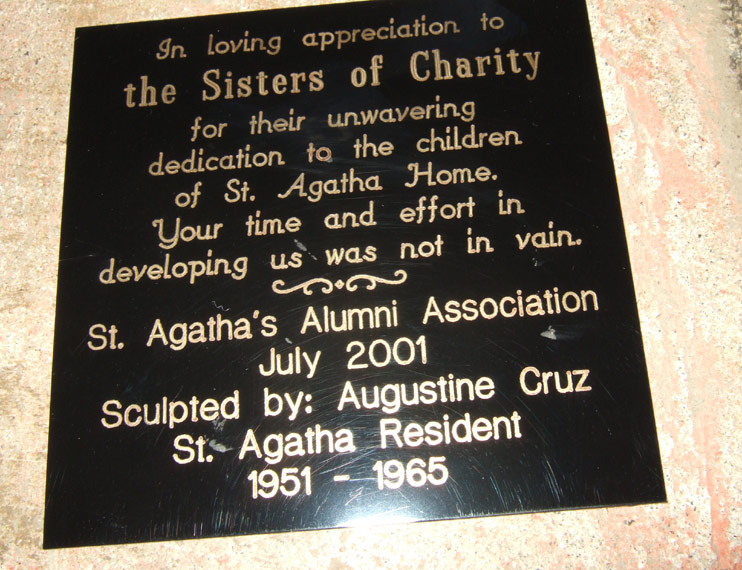 In loving appreciation to
the Sisters of Charity
for their unwavering
dedication to the children
of St. Agatha Home.
Your time and effort in
developing us was not in vain.
St. Agatha's Alumni Association
July 2001
Sculpted by: Augustine Cruz
St. Agatha Resident
1951 - 1965